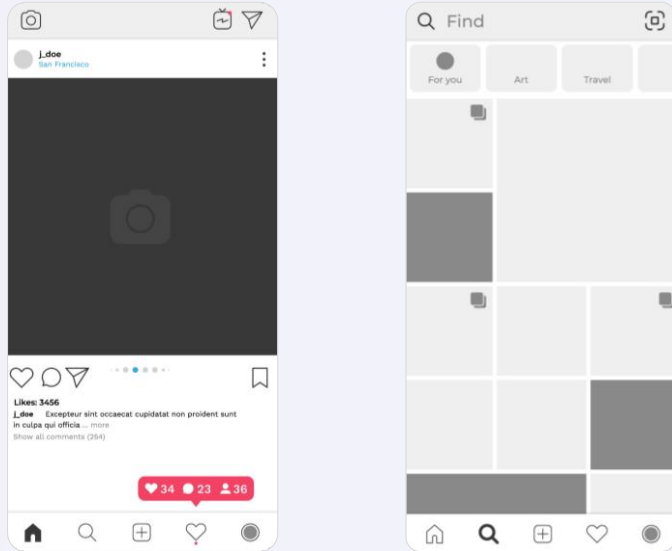 j_doe
San Francisco
Likes: 3456
j_doe Excepteur sint occaecat cupidatat non proident sunt
in culpa qui officia ... more
Show all comments (264)
34 23 36
Find
For you Art Travel